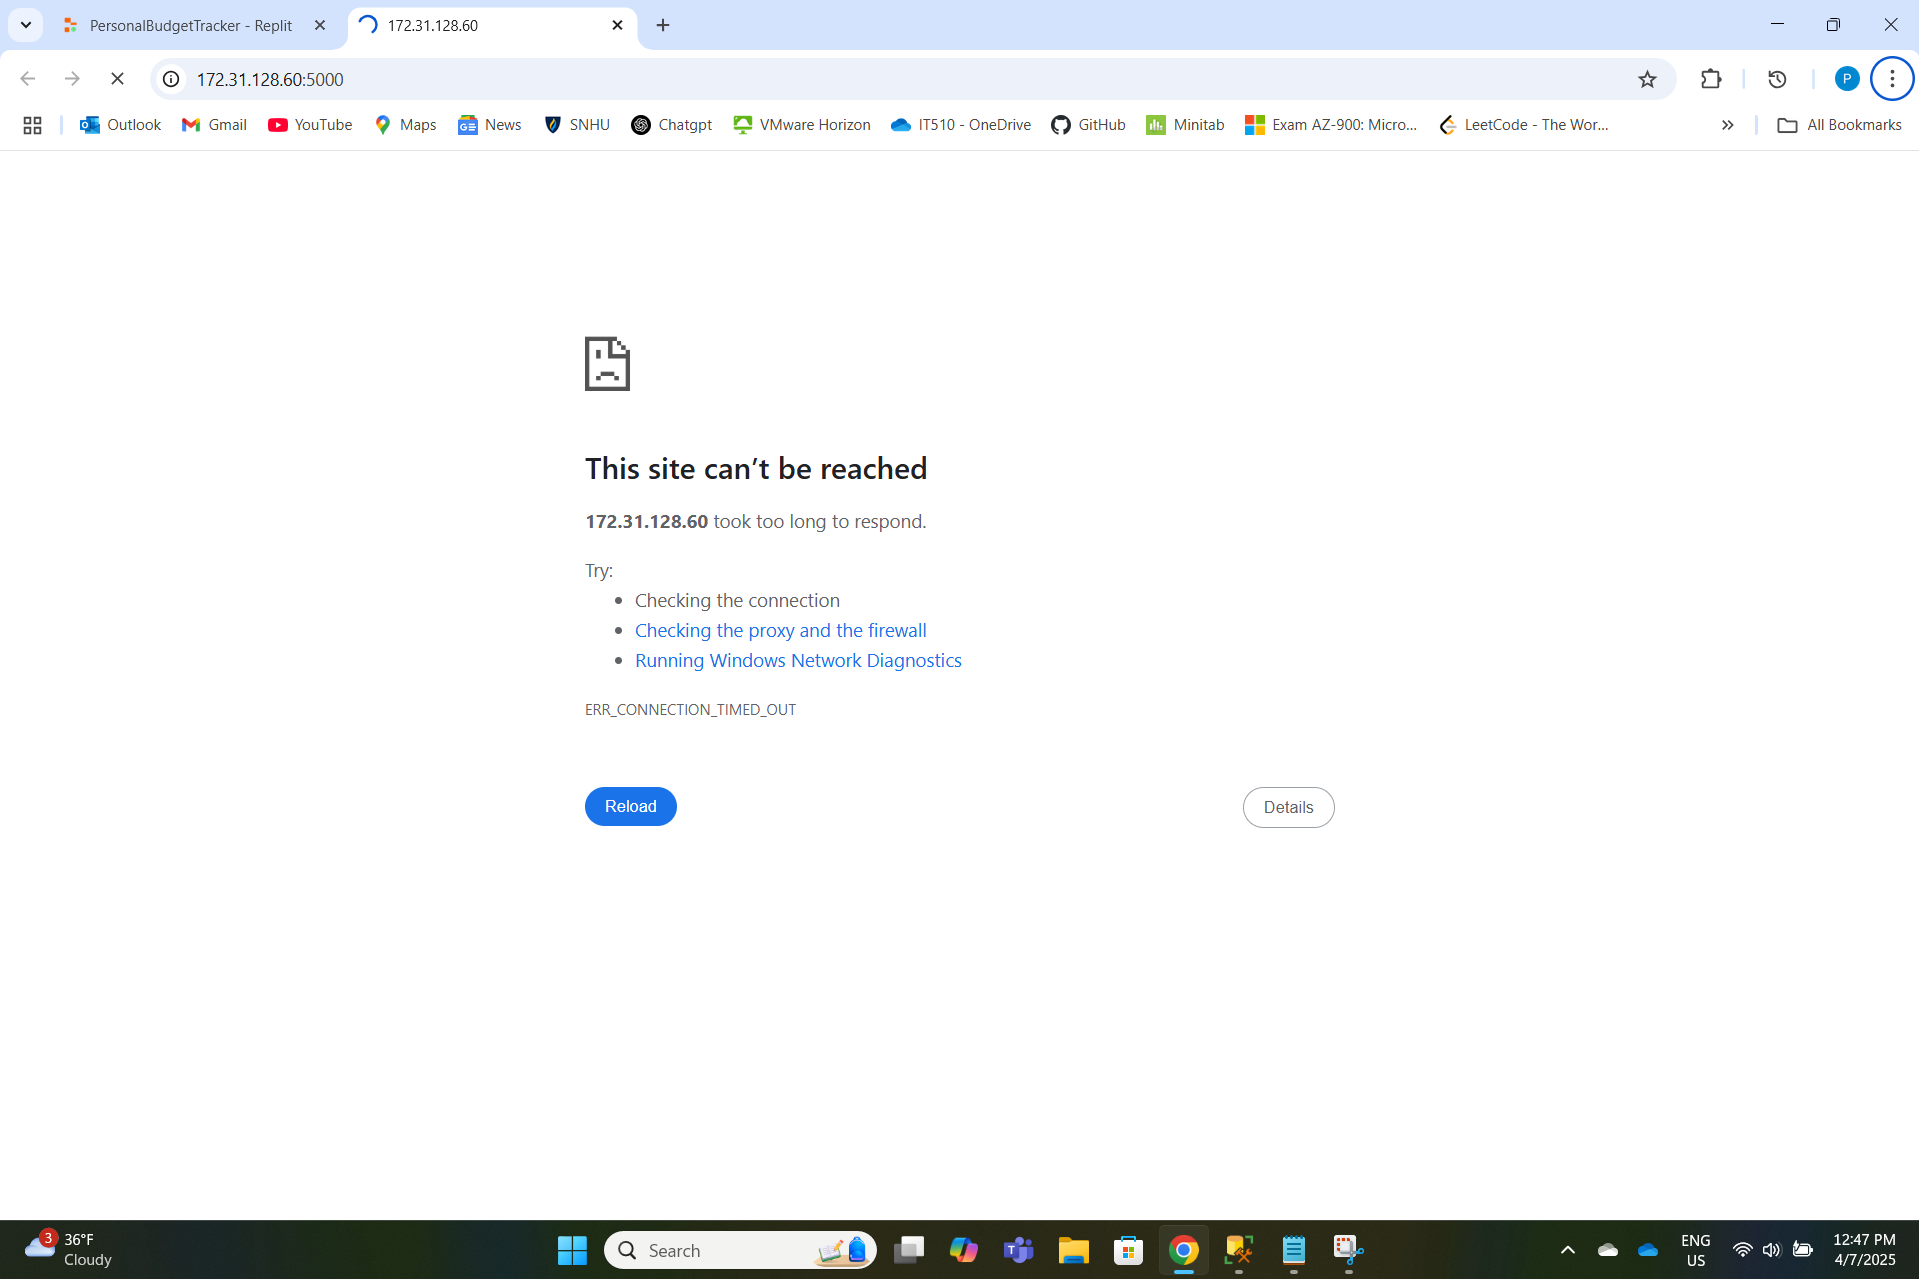 PersonalBudgetTracker - Replit
172.31.128.60
172.31.128.60:5000
P
Outlook
Gmail
YouTube
Maps
News
SNHU
Chatgpt
VMware Horizon
IT510 - OneDrive
GitHub
Minitab
Exam AZ-900: Micro...
LeetCode - The Wor...
All Bookmarks
This site can’t be reached
172.31.128.60 took too long to respond.
Try:
Checking the connection
Checking the proxy and the firewall
Running Windows Network Diagnostics
ERR_CONNECTION_TIMED_OUT
Reload
Details
3
36°F
Cloudy
Search
ENG
US
12:47 PM
4/7/2025